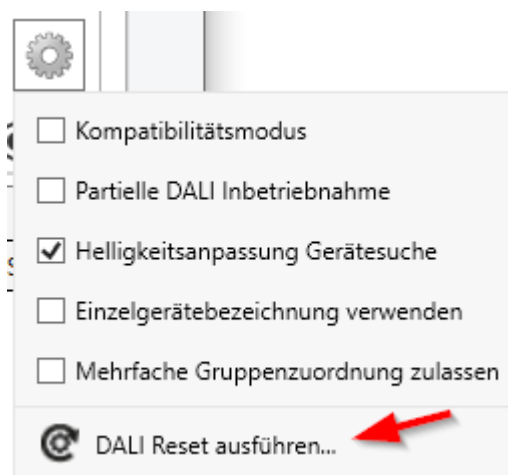 Kompatibilitätsmodus
Partielle DALI Inbetriebnahme
Helligkeitsanpassung Gerätesuche
Einzelgerätebezeichnung verwenden
Mehrfache Gruppenzuordnung zulassen
DALI Reset ausführen...